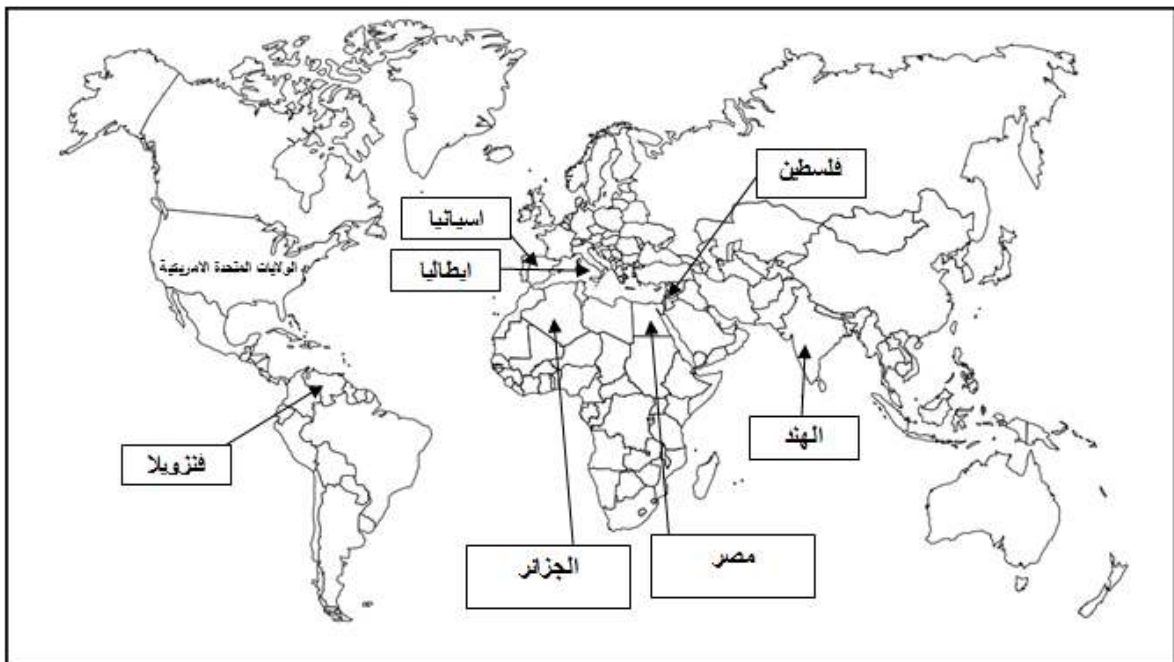 فلسطين
اسبانيا
ايطاليا
الولايات المتحدة الامريكية
الهند
فنزويلا
مصر
الجزائر